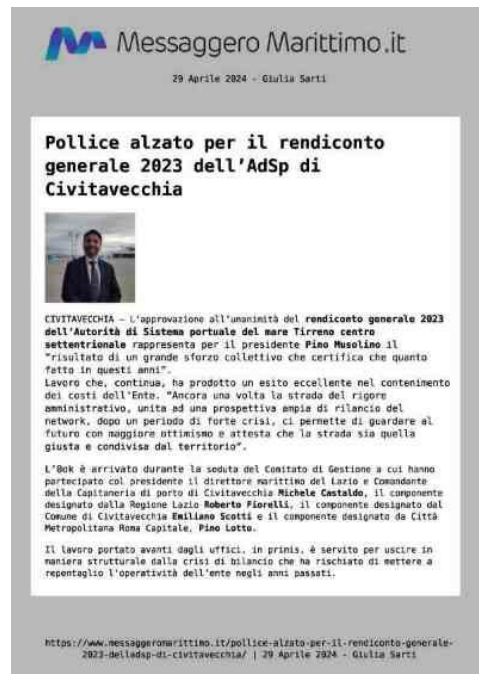 Messaggero Marittimo.it
29 Aprile 2024 - Giulia Sarti
Pollice alzato per il rendiconto
generale 2023 dell'AdSp di
Civitavecchia
CIVITAVECCHIA – L'approvazione all'unanimità del rendiconto generale 2023
dell'Autorità di Sistema portuale del mare Tirreno centro
settentrionale rappresenta per il presidente Pino Musolino il
"risultato di un grande sforzo collettivo che certifica che quanto
fatto in questi anni".
Lavoro che, continua, ha prodotto un esito eccellente nel contenimento
dei costi dell'Ente. "Ancora una volta la strada del rigore
amministrativo, unita ad una prospettiva ampia di rilancio del
network, dopo un periodo di forte crisi, ci permette di guardare al
futuro con maggiore ottimismo e attesta che la strada sia quella
giusta e condivisa dal territorio".
L'8ok è arrivato durante la seduta del Comitato di Gestione a cui hanno
partecipato col presidente il direttore marittimo del Lazio e Comandante
della Capitaneria di porto di Civitavecchia Michele Castaldo, il componente
designato dalla Regione Lazio Roberto Fiorelli, il componente designato dal
Comune di Civitavecchia Emiliano Scotti e il componente designato da Città
Metropolitana Roma Capitale, Pino Lotto.
Il lavoro portato avanti dagli uffici, in primis, è servito per uscire in
maniera strutturale dalla crisi di bilancio che ha rischiato di mettere a
repentaglio l'operatività dell'ente negli anni passati.
https://www.messaggeromarittimo.it/pollice-alzato-per-il-rendiconto-generale-
2023-delladsp-di-civitavecchia/ | 29 Aprile 2024 - Giulia Sarti